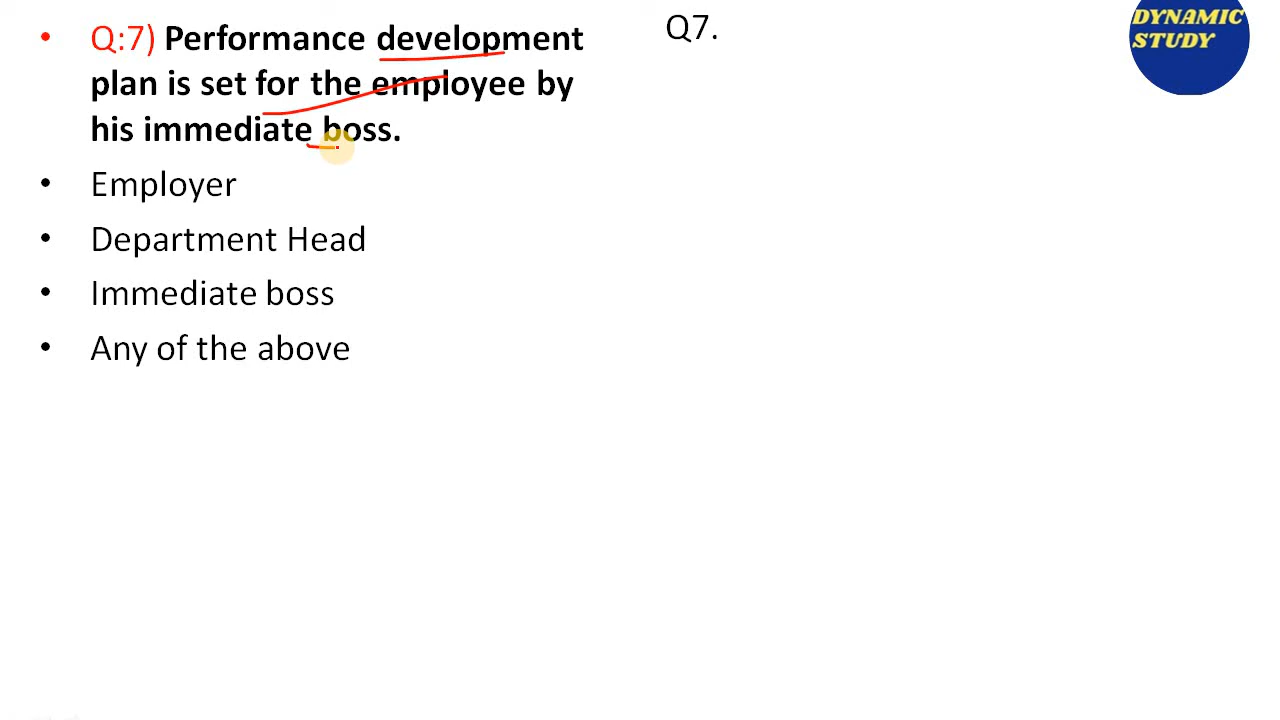 • Q:7) Performance development
plan is set for the employee by
his immediate boss.
• Employer
• Department Head
• Immediate boss
• Any of the above
Q7.
DYNAMIC
STUDY